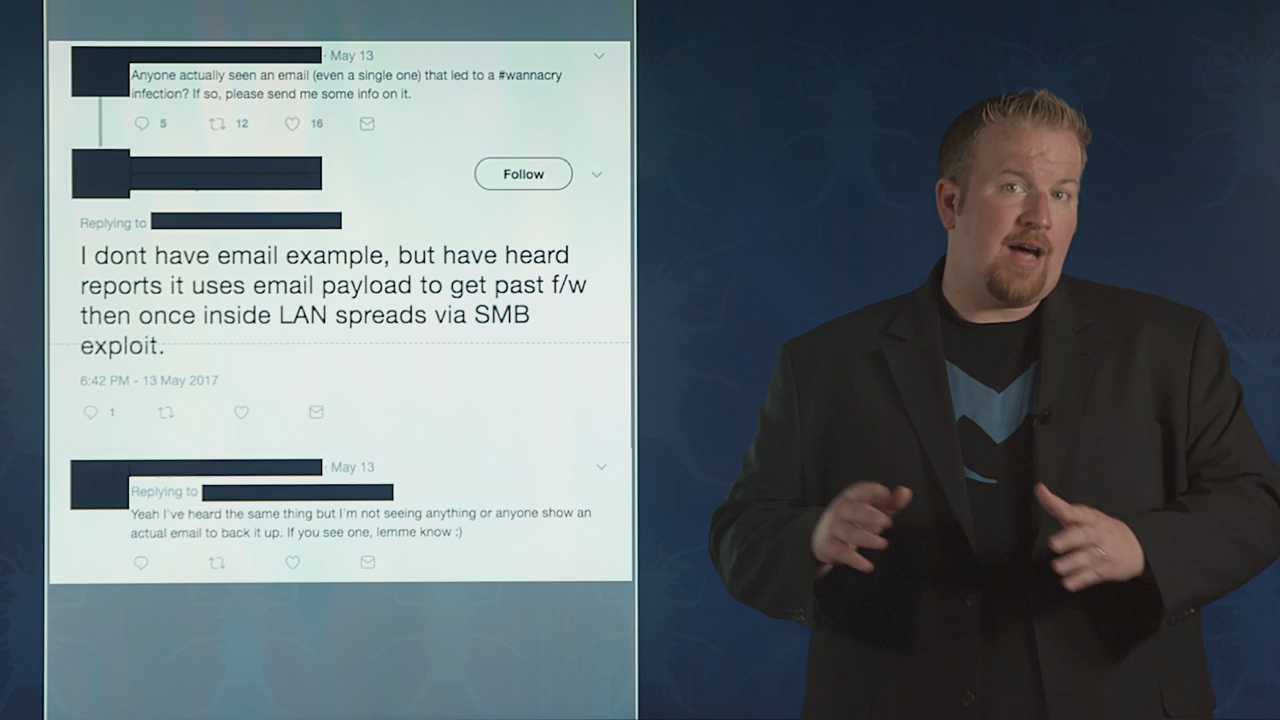 · May 13
Anyone actually seen an email (even a single one) that led to a #wannacry
infection? If so, please send me some info on it.
5 12 16
Follow
Replying to
I dont have email example, but have heard
reports it uses email payload to get past f/w
then once inside LAN spreads via SMB
exploit.
6:42 PM - 13 May 2017
1
· May 13
Replying to
Yeah I've heard the same thing but I'm not seeing anything or anyone show an
actual email to back it up. If you see one, lemme know :)